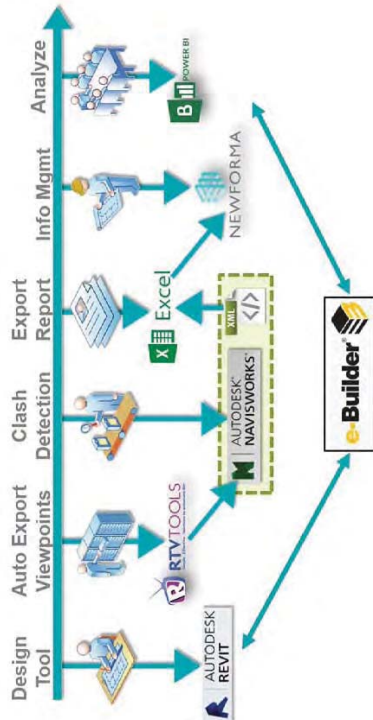 Design
Tool
Auto Export
Viewpoints
Clash
Detection
Export
Report
Info Mgmt
Analyze
AUTODESK
REVIT
RTVTOOLS
AUTODESK
NAVISWORKS
X Excel
XML
</>
NEWFORMA
B
POWER BI
e-Builder